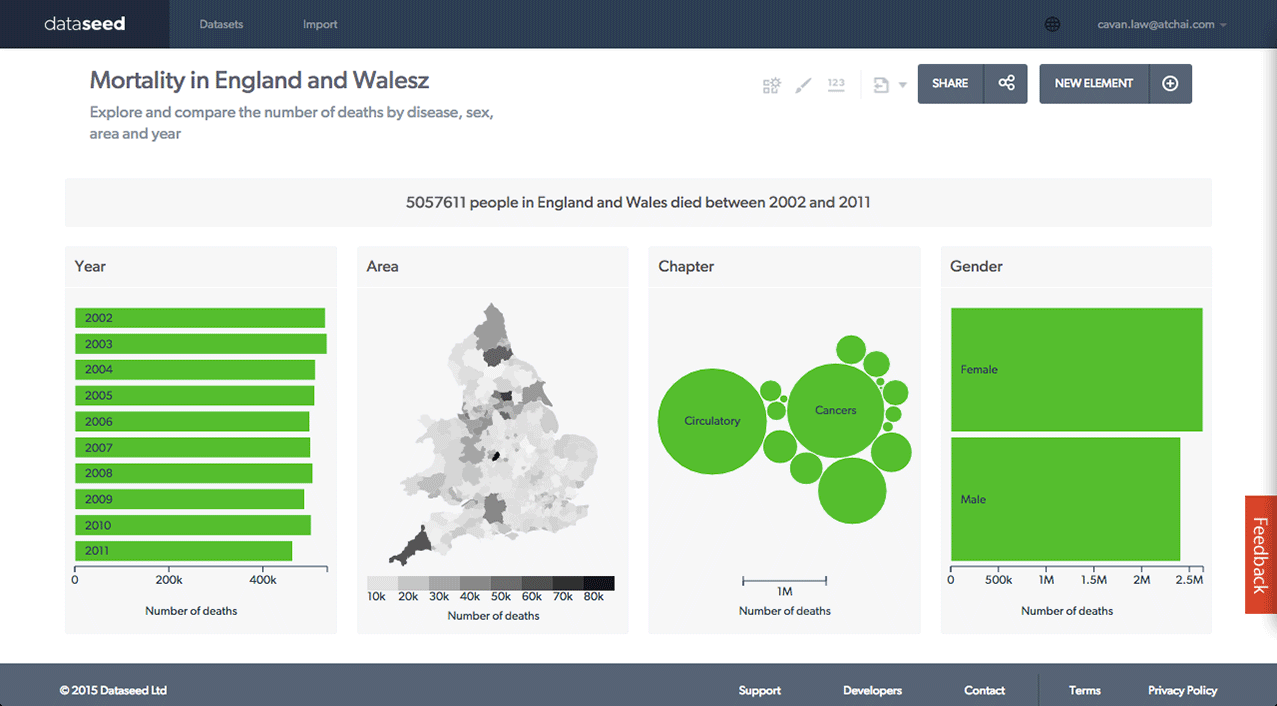 dataseed
Datasets
Import
cavan.law@atchai.com
Mortality in England and Walesz
Explore and compare the number of deaths by disease, sex,
area and year
123
SHARE
NEW ELEMENT
5057611 people in England and Wales died between 2002 and 2011
Year
2002
2003
2004
2005
2006
2007
2008
2009
2010
2011
0 200k 400k
Number of deaths
Area
10k 20k 30k 40k 50k 60k 70k 80k
Number of deaths
Chapter
Circulatory
Cancers
1M
Number of deaths
Gender
Female
Male
0 500k 1M 1.5M 2M 2.5M
Number of deaths
Feedback
© 2015 Dataseed Ltd
Support
Developers
Contact
Terms
Privacy Policy